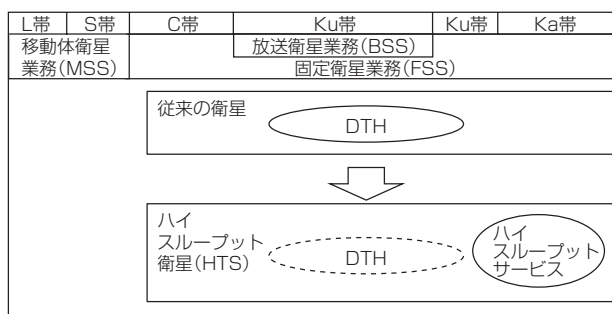 L帯 S帯 C帯 Ku帯 Ku帯 Ka帯
移動体衛星
業務(MSS)
放送衛星業務(BSS)
固定衛星業務(FSS)
従来の衛星
DTH
ハイ
スループット
衛星(HTS)
DTH
ハイ
スループット
サービス